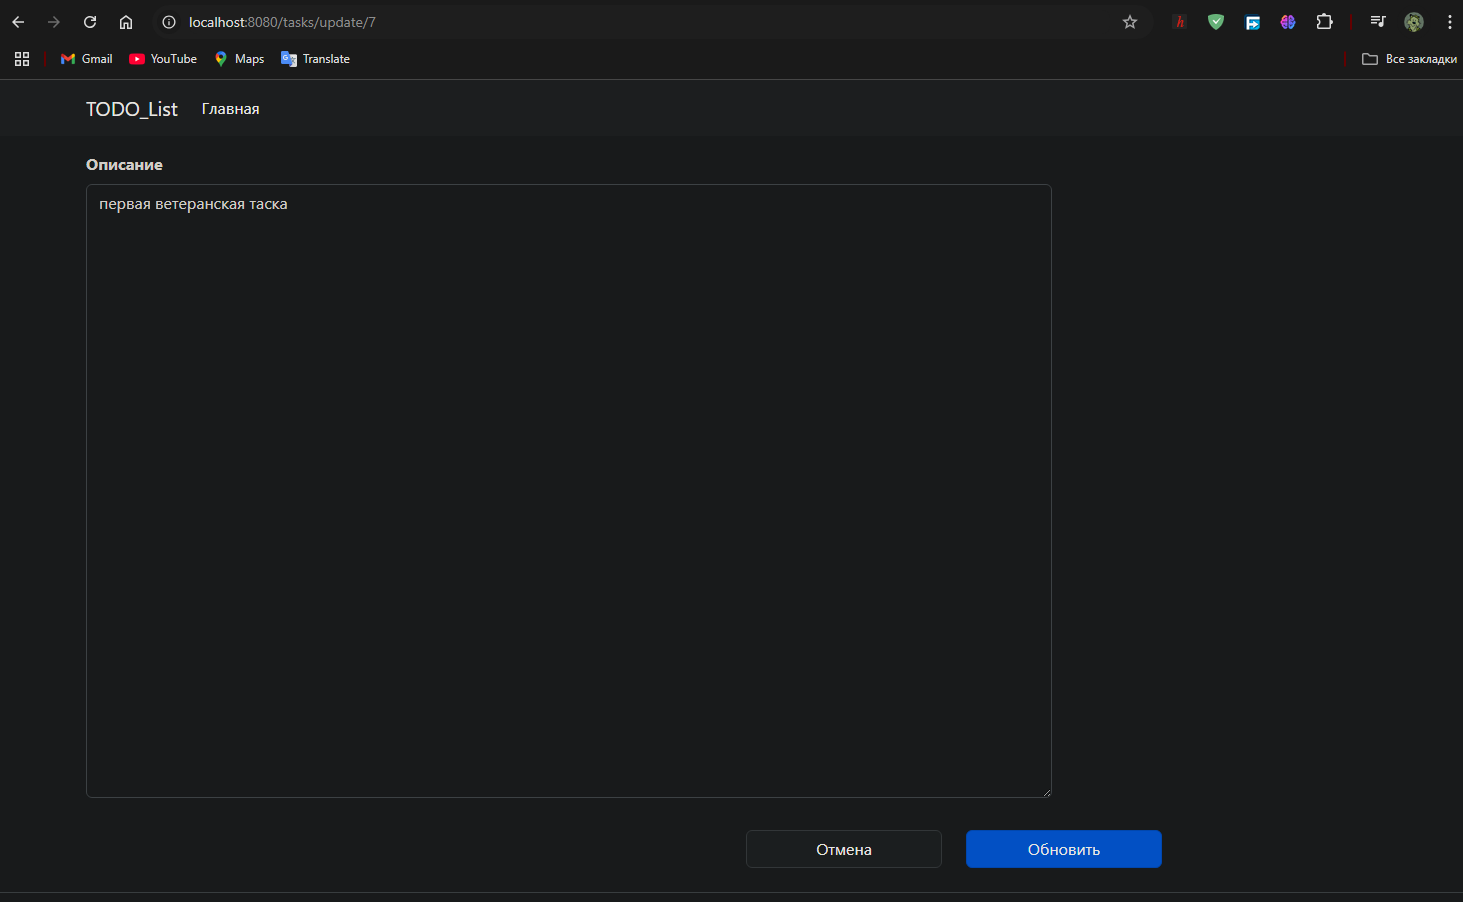 localhost:8080/tasks/update/7
Gmail YouTube Maps Translate Все закладки
TODO_List Главная
Описание
первая ветеранская таска
Отмена Обновить